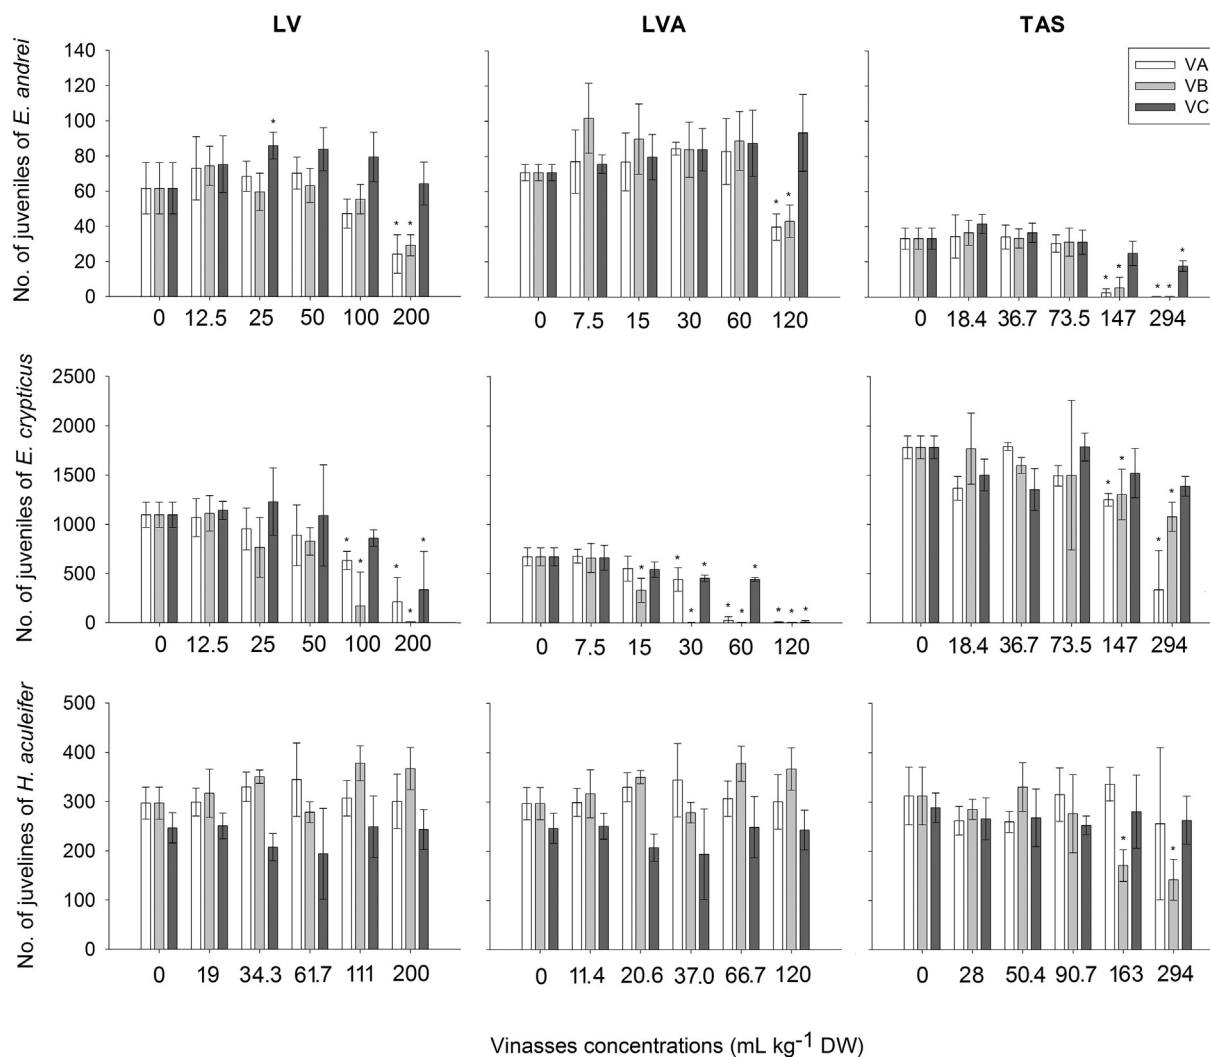 LV LVA TAS
No. of juveniles of E. andrei
140
120
100
80
60
40
20
0
VA
VB
VC
* * * * * * * * * * *
0 12.5 25 50 100 200
0 7.5 15 30 60 120
0 18.4 36.7 73.5 147 294
No. of juveniles of E. crypticus
2500
2000
1500
1000
500
0
* * * * * * * * * * * * * * * * * *
0 12.5 25 50 100 200
0 7.5 15 30 60 120
0 18.4 36.7 73.5 147 294
No. of juvelines of H. aculeifer
500
400
300
200
100
0
* *
0 19 34.3 61.7 111 200
0 11.4 20.6 37.0 66.7 120
0 28 50.4 90.7 163 294
Vinasses concentrations (mL kg-1 DW)